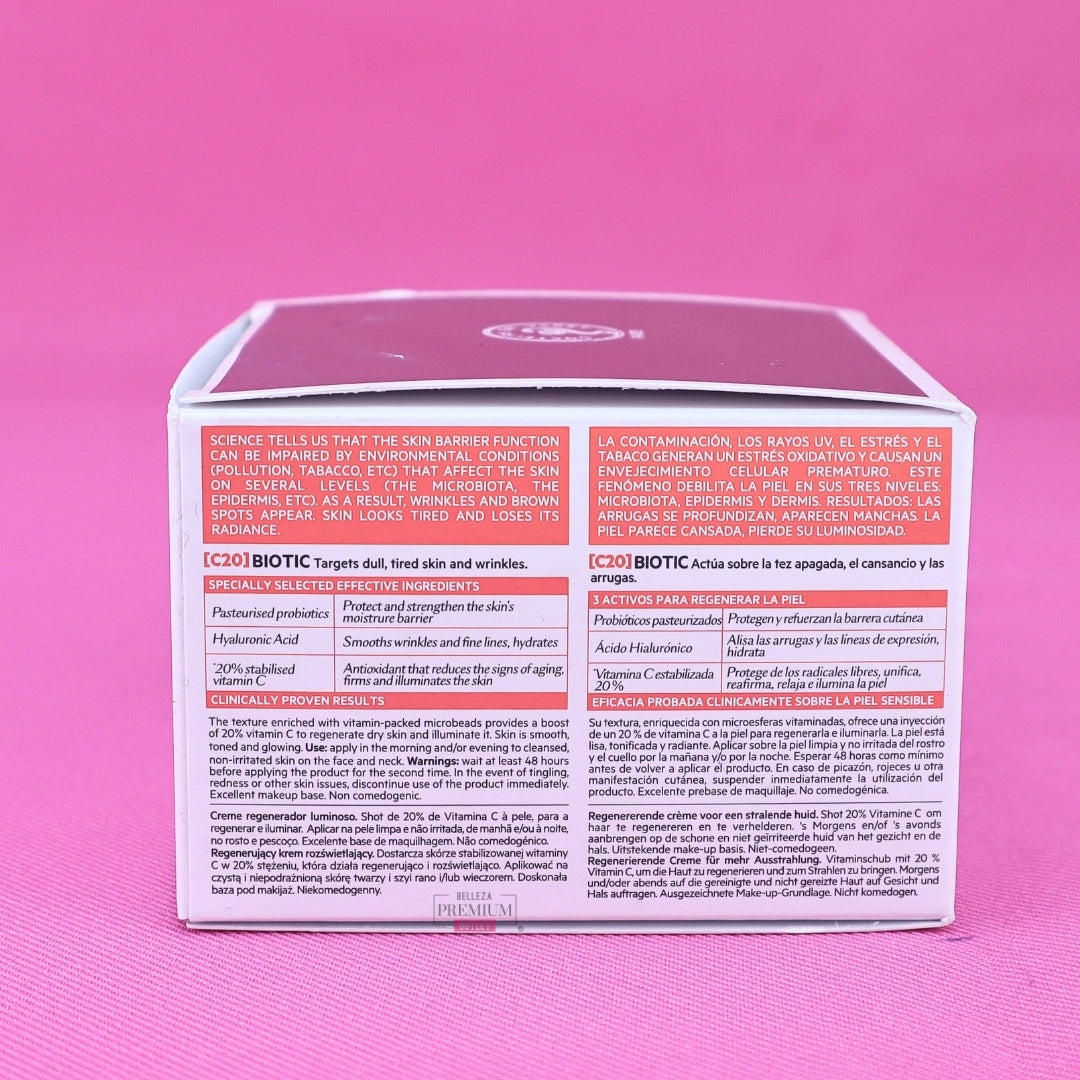 SCIENCE TELLS US THAT THE SKIN BARRIER FUNCTION
CAN BE IMPAIRED BY ENVIRONMENTAL CONDITIONS
(POLLUTION, TABACCO, ETC) THAT AFFECT THE SKIN
ON SEVERAL LEVELS (THE MICROBIOTA, THE
EPIDERMIS, ETC). AS A RESULT, WRINKLES AND BROWN
SPOTS APPEAR. SKIN LOOKS TIRED AND LOSES ITS
RADIANCE.
[C20] BIOTIC Targets dull, tired skin and wrinkles.
SPECIALLY SELECTED EFFECTIVE INGREDIENTS
Pasteurised probiotics Protect and strengthen the skin's
moistrure barrier
Hyaluronic Acid Smooths wrinkles and fine lines, hydrates
*20% stabilised Antioxidant that reduces the signs of aging,
vitamin C firms and illuminates the skin
CLINICALLY PROVEN RESULTS
The texture enriched with vitamin-packed microbeads provides a boost
of 20% vitamin C to regenerate dry skin and illuminate it. Skin is smooth,
toned and glowing. Use: apply in the morning and/or evening to cleansed,
non-irritated skin on the face and neck. Warnings: wait at least 48 hours
before applying the product for the second time. In the event of tingling,
redness or other skin issues, discontinue use of the product immediately.
Excellent makeup base. Non comedogenic.
Creme regenerador luminoso. Shot de 20% de Vitamina C à pele, para a
regenerar e iluminar. Aplicar na pele limpa e não irritada, de manhã e/ou à noite,
no rosto e pescoço. Excelente base de maquilhagem. Não comedogénico.
Regenerujący krem rozświetlający. Dostarcza skórze stabilizowanej witaminy
C w 20% stężeniu, która działa regenerująco i rozświetlająco. Aplikować na
czystą i niepodrażnioną skórę twarzy i szyi rano i/lub wieczorem. Doskonała
baza pod makijaż. Niekomedogenny.
LA CONTAMINACIÓN, LOS RAYOS UV, EL ESTRÉS Y EL
TABACO GENERAN UN ESTRÉS OXIDATIVO Y CAUSAN UN
ENVEJECIMIENTO CELULAR PREMATURO. ESTE
FENÓMENO DEBILITA LA PIEL EN SUS TRES NIVELES:
MICROBIOTA, EPIDERMIS Y DERMIS. RESULTADOS: LAS
ARRUGAS SE PROFUNDIZAN, APARECEN MANCHAS. LA
PIEL PARECE CANSADA, PIERDE SU LUMINOSIDAD.
[C20] BIOTIC Actúa sobre la tez apagada, el cansancio y las
arrugas.
3 ACTIVOS PARA REGENERAR LA PIEL
Probióticos pasteurizados Protegen y refuerzan la barrera cutánea
Ácido Hialurónico Alisa las arrugas y las líneas de expresión,
hidrata
*Vitamina C estabilizada Protege de los radicales libres, unifica,
20% reafirma, relaja e ilumina la piel
EFICACIA PROBADA CLINICAMENTE SOBRE LA PIEL SENSIBLE
Su textura, enriquecida con microesferas vitaminadas, ofrece una inyección
de un 20 % de vitamina C a la piel para regenerarla e iluminarla. La piel está
lisa, tonificada y radiante. Aplicar sobre la piel limpia y no irritada del rostro
y el cuello por la mañana y/o por la noche. Esperar 48 horas como mínimo
antes de volver a aplicar el producto. En caso de picazón, rojeces u otra
manifestación cutánea, suspender inmediatamente la utilización del
producto. Excelente prebase de maquillaje. No comedogénica.
Regenererende crème voor een stralende huid. Shot 20% Vitamine C om
haar te regenereren en te verhelderen. 's Morgens en/of 's avonds
aanbrengen op de schone en niet geïrriteerde huid van het gezicht en de
hals. Uitstekende make-up basis. Niet-comedogeen.
Regenerierende Creme für mehr Ausstrahlung. Vitaminschub mit 20 %
Vitamin C, um die Haut zu regenerieren und zum Strahlen zu bringen. Morgens
und/oder abends auf die gereinigte und nicht gereizte Haut auf Gesicht und
Hals auftragen. Ausgezeichnete Make-up-Grundlage. Nicht komedogen.
BELLEZA
PREMIUM
OUTLET ®